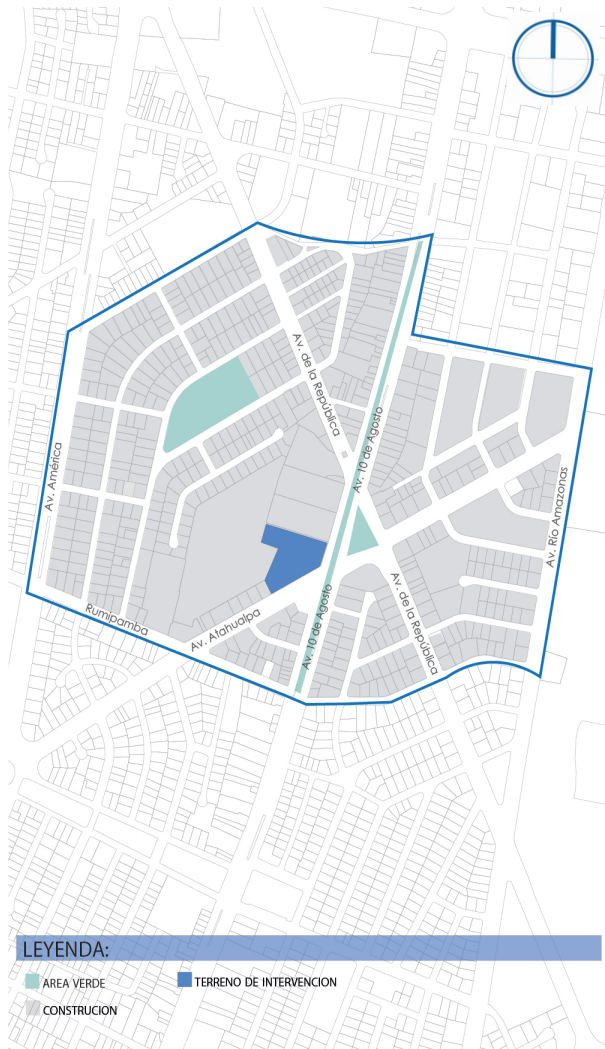 Av. de la República
Av. 10 de Agosto
Av. América
Av. Río Amazonas
Rumipamba
Av. Atahualpa
Av. 10 de Agosto
Av. de la República
LEYENDA:
AREA VERDE
TERRENO DE INTERVENCION
CONSTRUCION